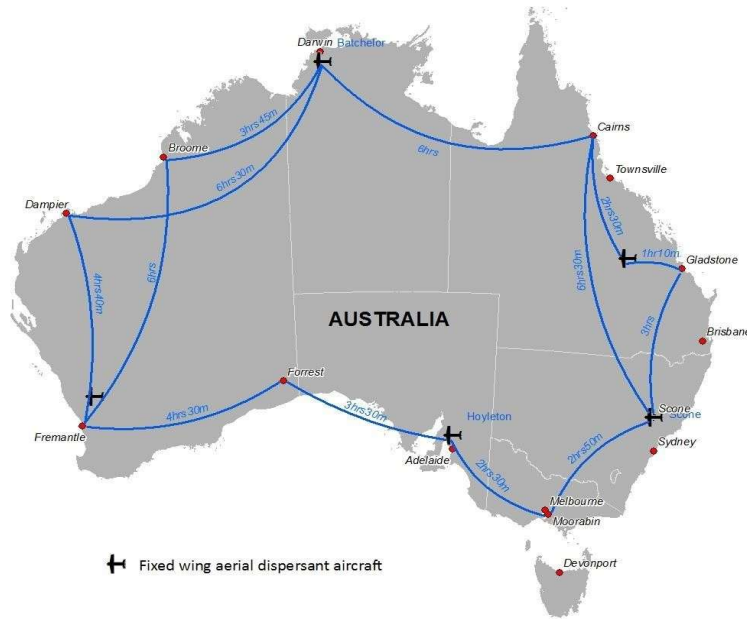 Darwin
Batchelor
Cairns
3hrs45m
Broome
6hrs
Townsville
6hrs30m
Dampier
2hrs30m
1hr10m
Gladstone
4hrs40m
6hrs
6hrs30m
3hrs
AUSTRALIA
Brisbane
Forrest
4hrs30m
3hrs30m
Hoyleton
Scone
Scone
Fremantle
Adelaide
2hrs50m
Sydney
2hrs30m
Melbourne
Moorabin
Fixed wing aerial dispersant aircraft
Devonport